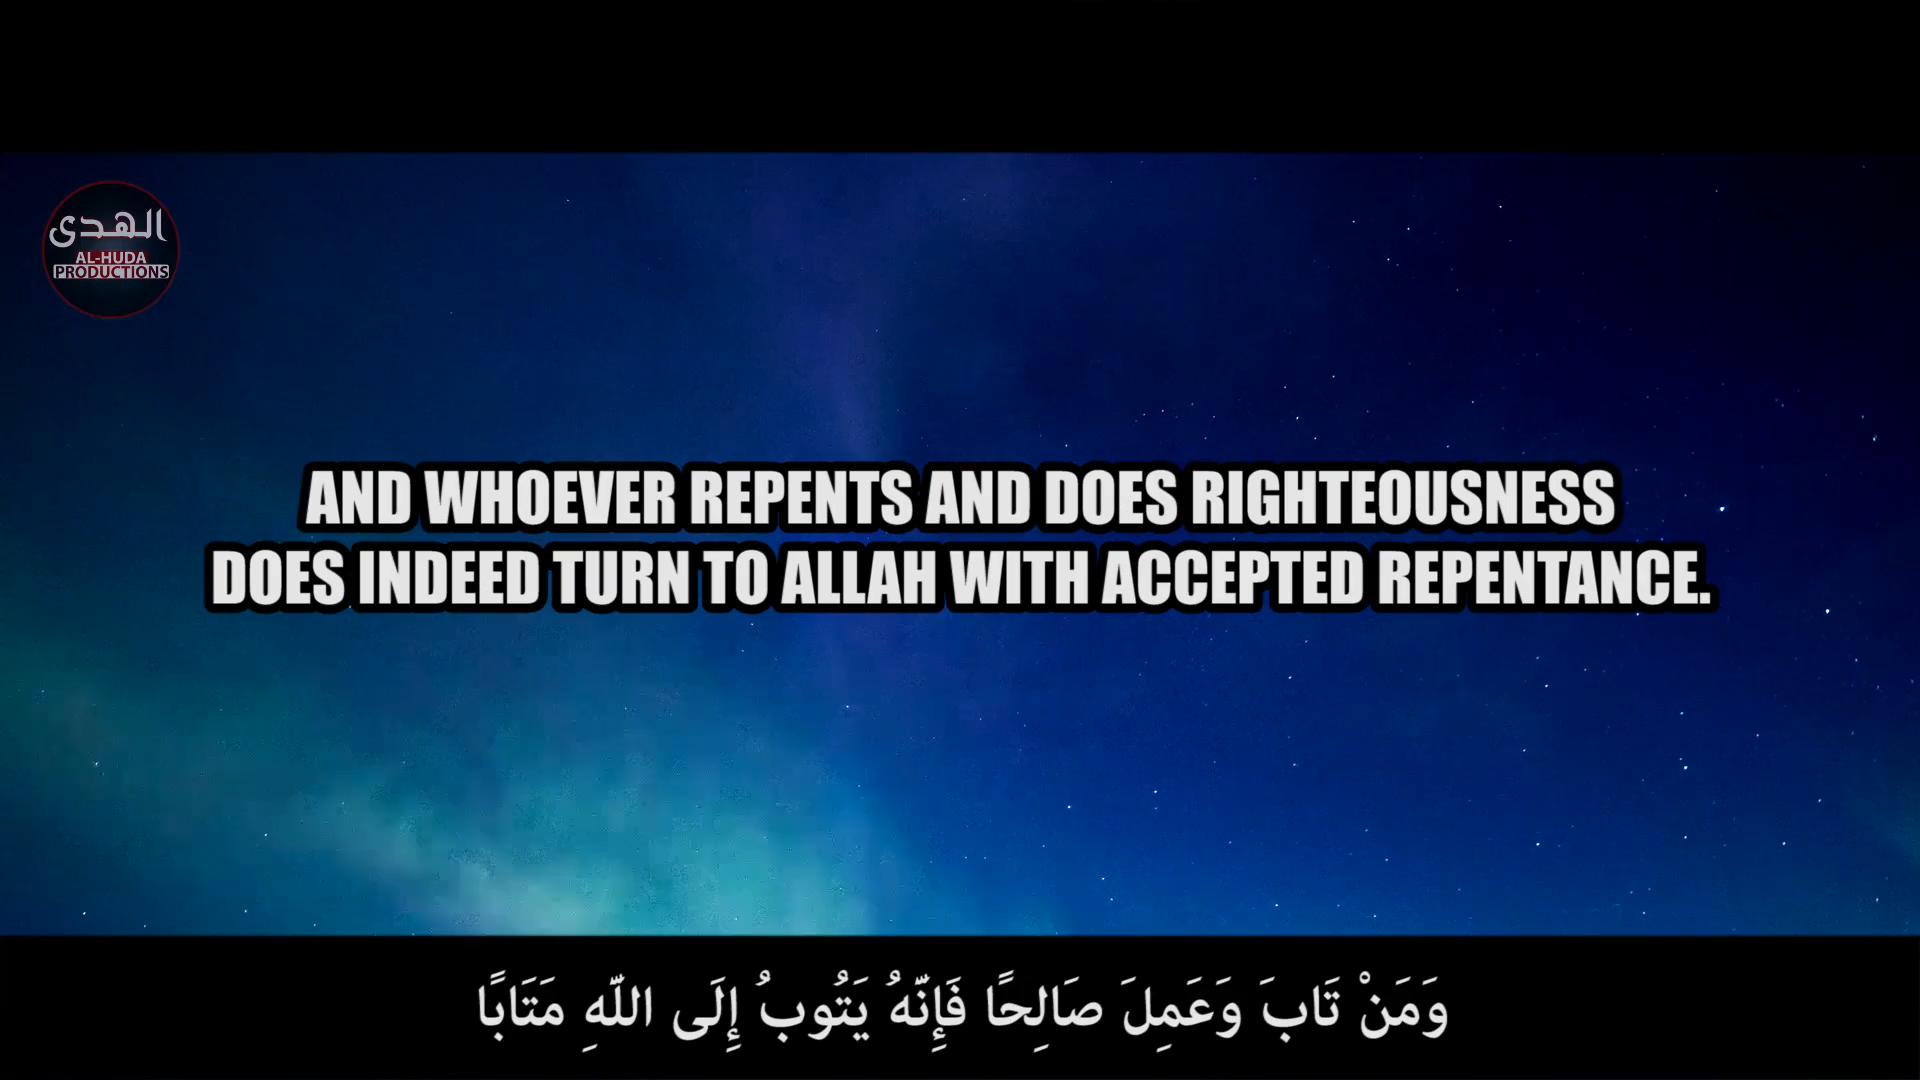 الهدى
AL-HUDA
PRODUCTIONS
AND WHOEVER REPENTS AND DOES RIGHTEOUSNESS
DOES INDEED TURN TO ALLAH WITH ACCEPTED REPENTANCE.
وَمَنْ تَابَ وَعَمِلَ صَالِحًا فَإِنَّهُ يَتُوبُ إِلَى اللَّهِ مَتَابًا